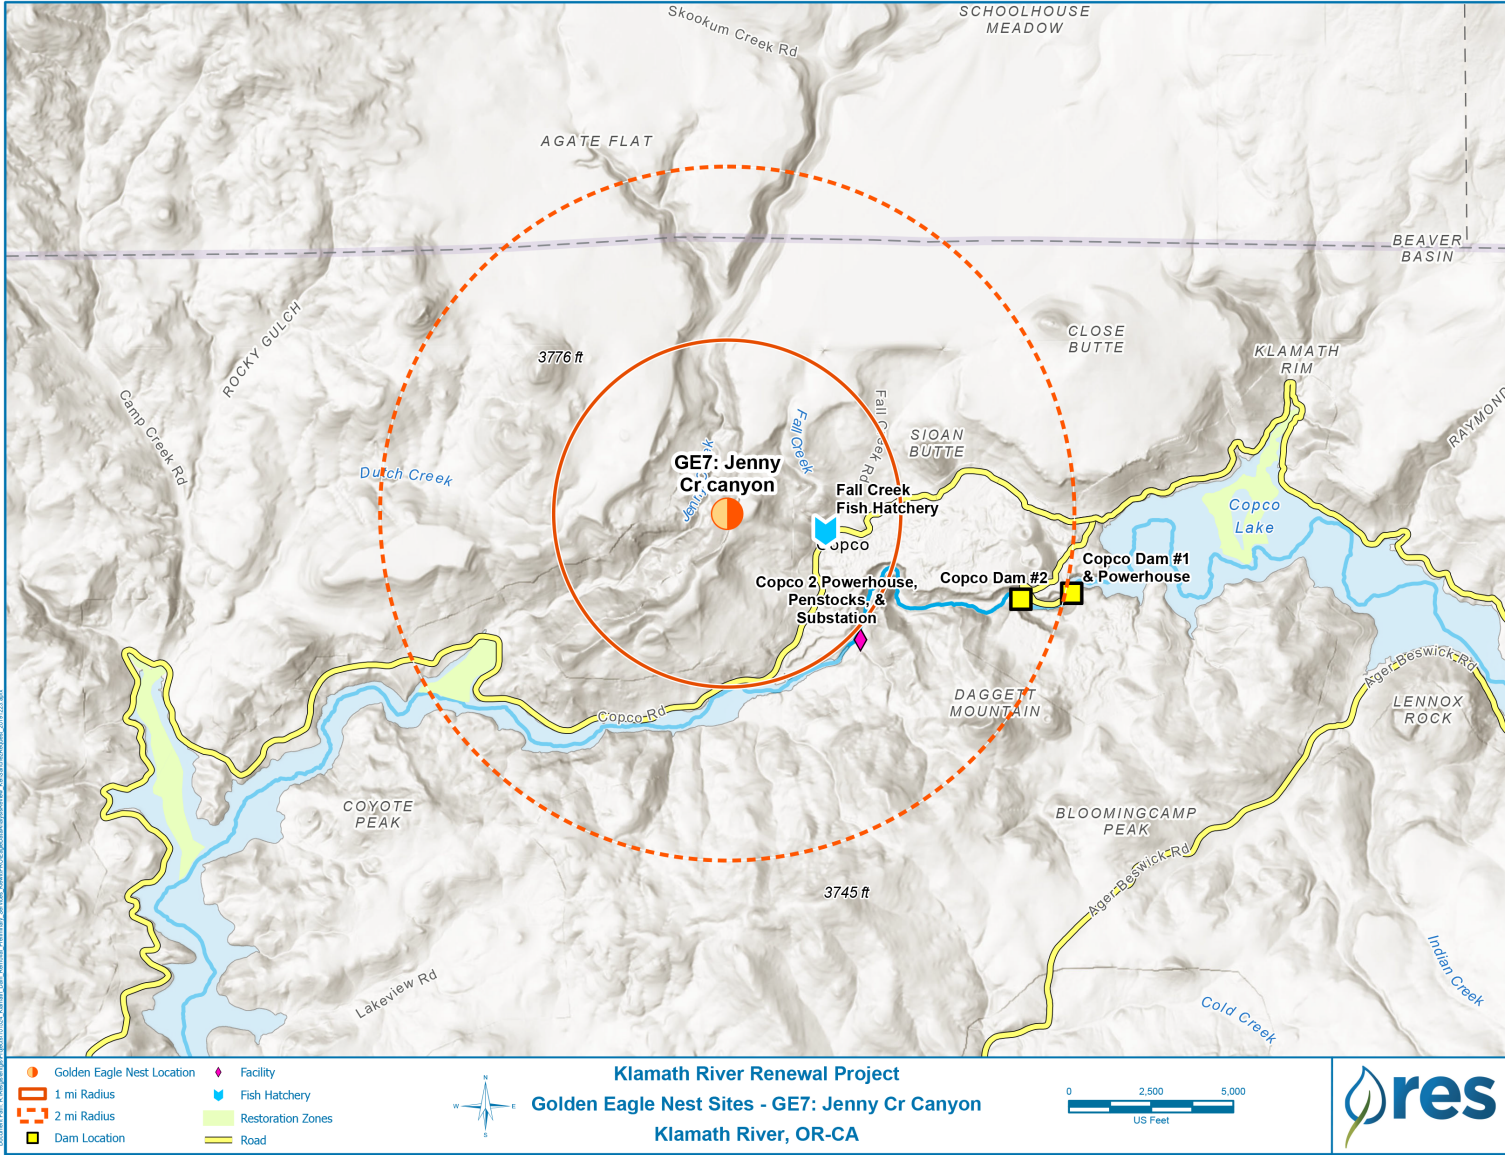 Skookum Creek Rd
SCHOOLHOUSE
MEADOW
AGATE FLAT
BEAVER
BASIN
ROCKY GULCH
3776 ft
CLOSE
BUTTE
KLAMATH
RIM
Camp Creek Rd
Fall Creek
Fall Creek Rd
RAYMOND
SIOAN
BUTTE
Dutch Creek
Jenny Creek
GE7: Jenny
Cr canyon
Fall Creek
Fish Hatchery
Copco
Copco
Lake
Copco 2 Powerhouse,
Penstocks, &
Substation
Copco Dam #2
Copco Dam #1
& Powerhouse
Ager Beswick Rd
DAGGETT
MOUNTAIN
LENNOX
ROCK
Copco Rd
COYOTE
PEAK
BLOOMINGCAMP
PEAK
Ager Beswick Rd
3745 ft
Lakeview Rd
Indian Creek
Cold Creek
Golden Eagle Nest Location
1 mi Radius
2 mi Radius
Dam Location
Facility
Fish Hatchery
Restoration Zones
Road
N
W
E
S
Klamath River Renewal Project
Golden Eagle Nest Sites - GE7: Jenny Cr Canyon
Klamath River, OR-CA
0 2,500 5,000
US Feet
res